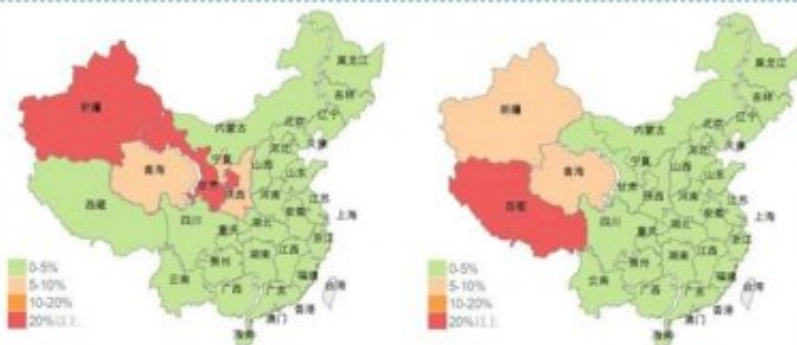 黑龙江
吉林
辽宁
新疆
内蒙古
北京
天津
河北
宁夏
山西
山东
青海
甘肃
陕西
河南
江苏
西藏
四川
重庆
湖北
安徽
上海
浙江
湖南
江西
贵州
福建
云南
广西
广东
台湾
香港
澳门
海南
0-5%
5-10%
10-20%
20%以上
黑龙江
吉林
辽宁
新疆
内蒙古
北京
天津
河北
宁夏
山西
山东
青海
甘肃
陕西
河南
江苏
西藏
四川
重庆
湖北
安徽
上海
浙江
湖南
江西
贵州
福建
云南
广西
广东
台湾
香港
澳门
海南
0-5%
5-10%
10-20%
20%以上